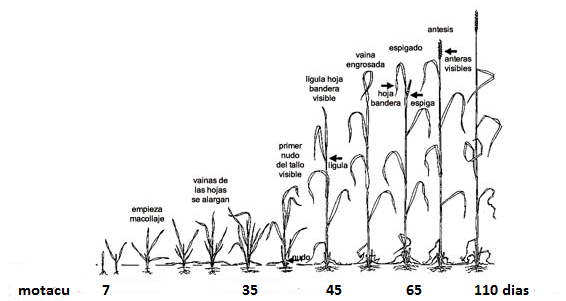 antesis
anteras
visibles
espigado
hoja
bandera
espiga
vaina
engrosada
lígula hoja
bandera
visible
lígula
primer
nudo
del tallo
visible
nudo
vainas de
las hojas
se alargan
empieza
macollaje
motacu 7 35 45 65 110 dias